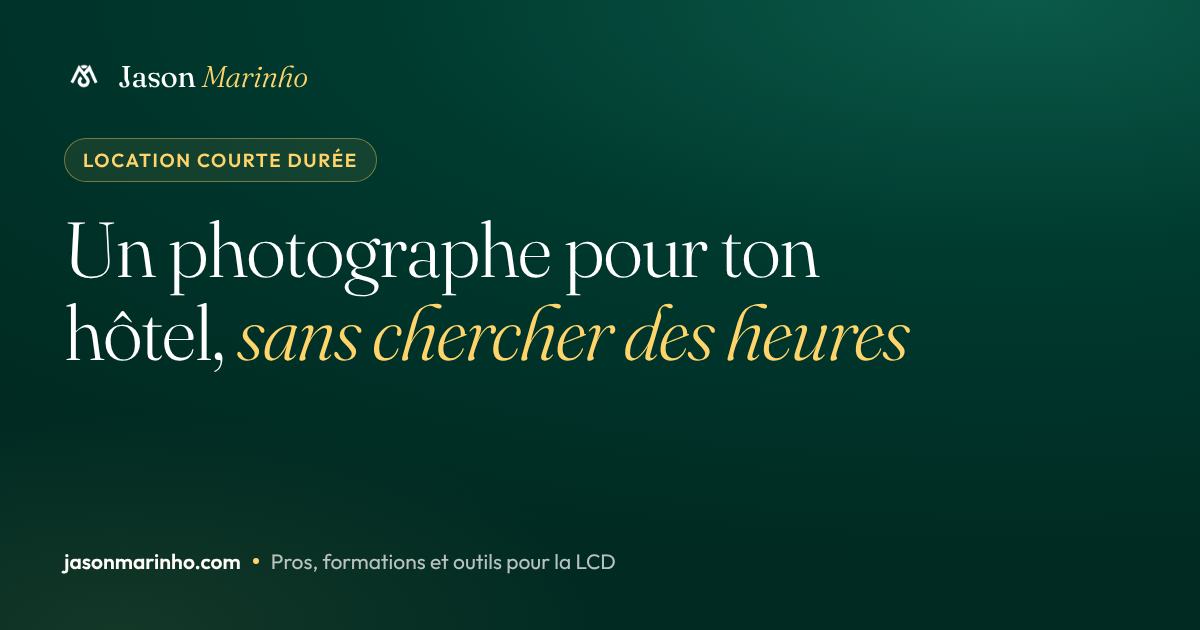 Jason Marinho
LOCATION COURTE DURÉE
Un photographe pour ton
hôtel, sans chercher des heures
jasonmarinho.com • Pros, formations et outils pour la LCD